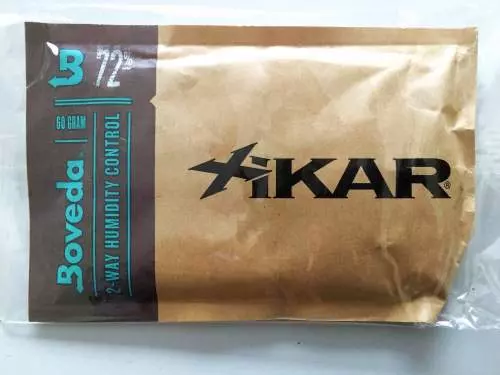 B
72%
60 GRAM
Boveda
2-WAY HUMIDITY CONTROL
XIKAR®